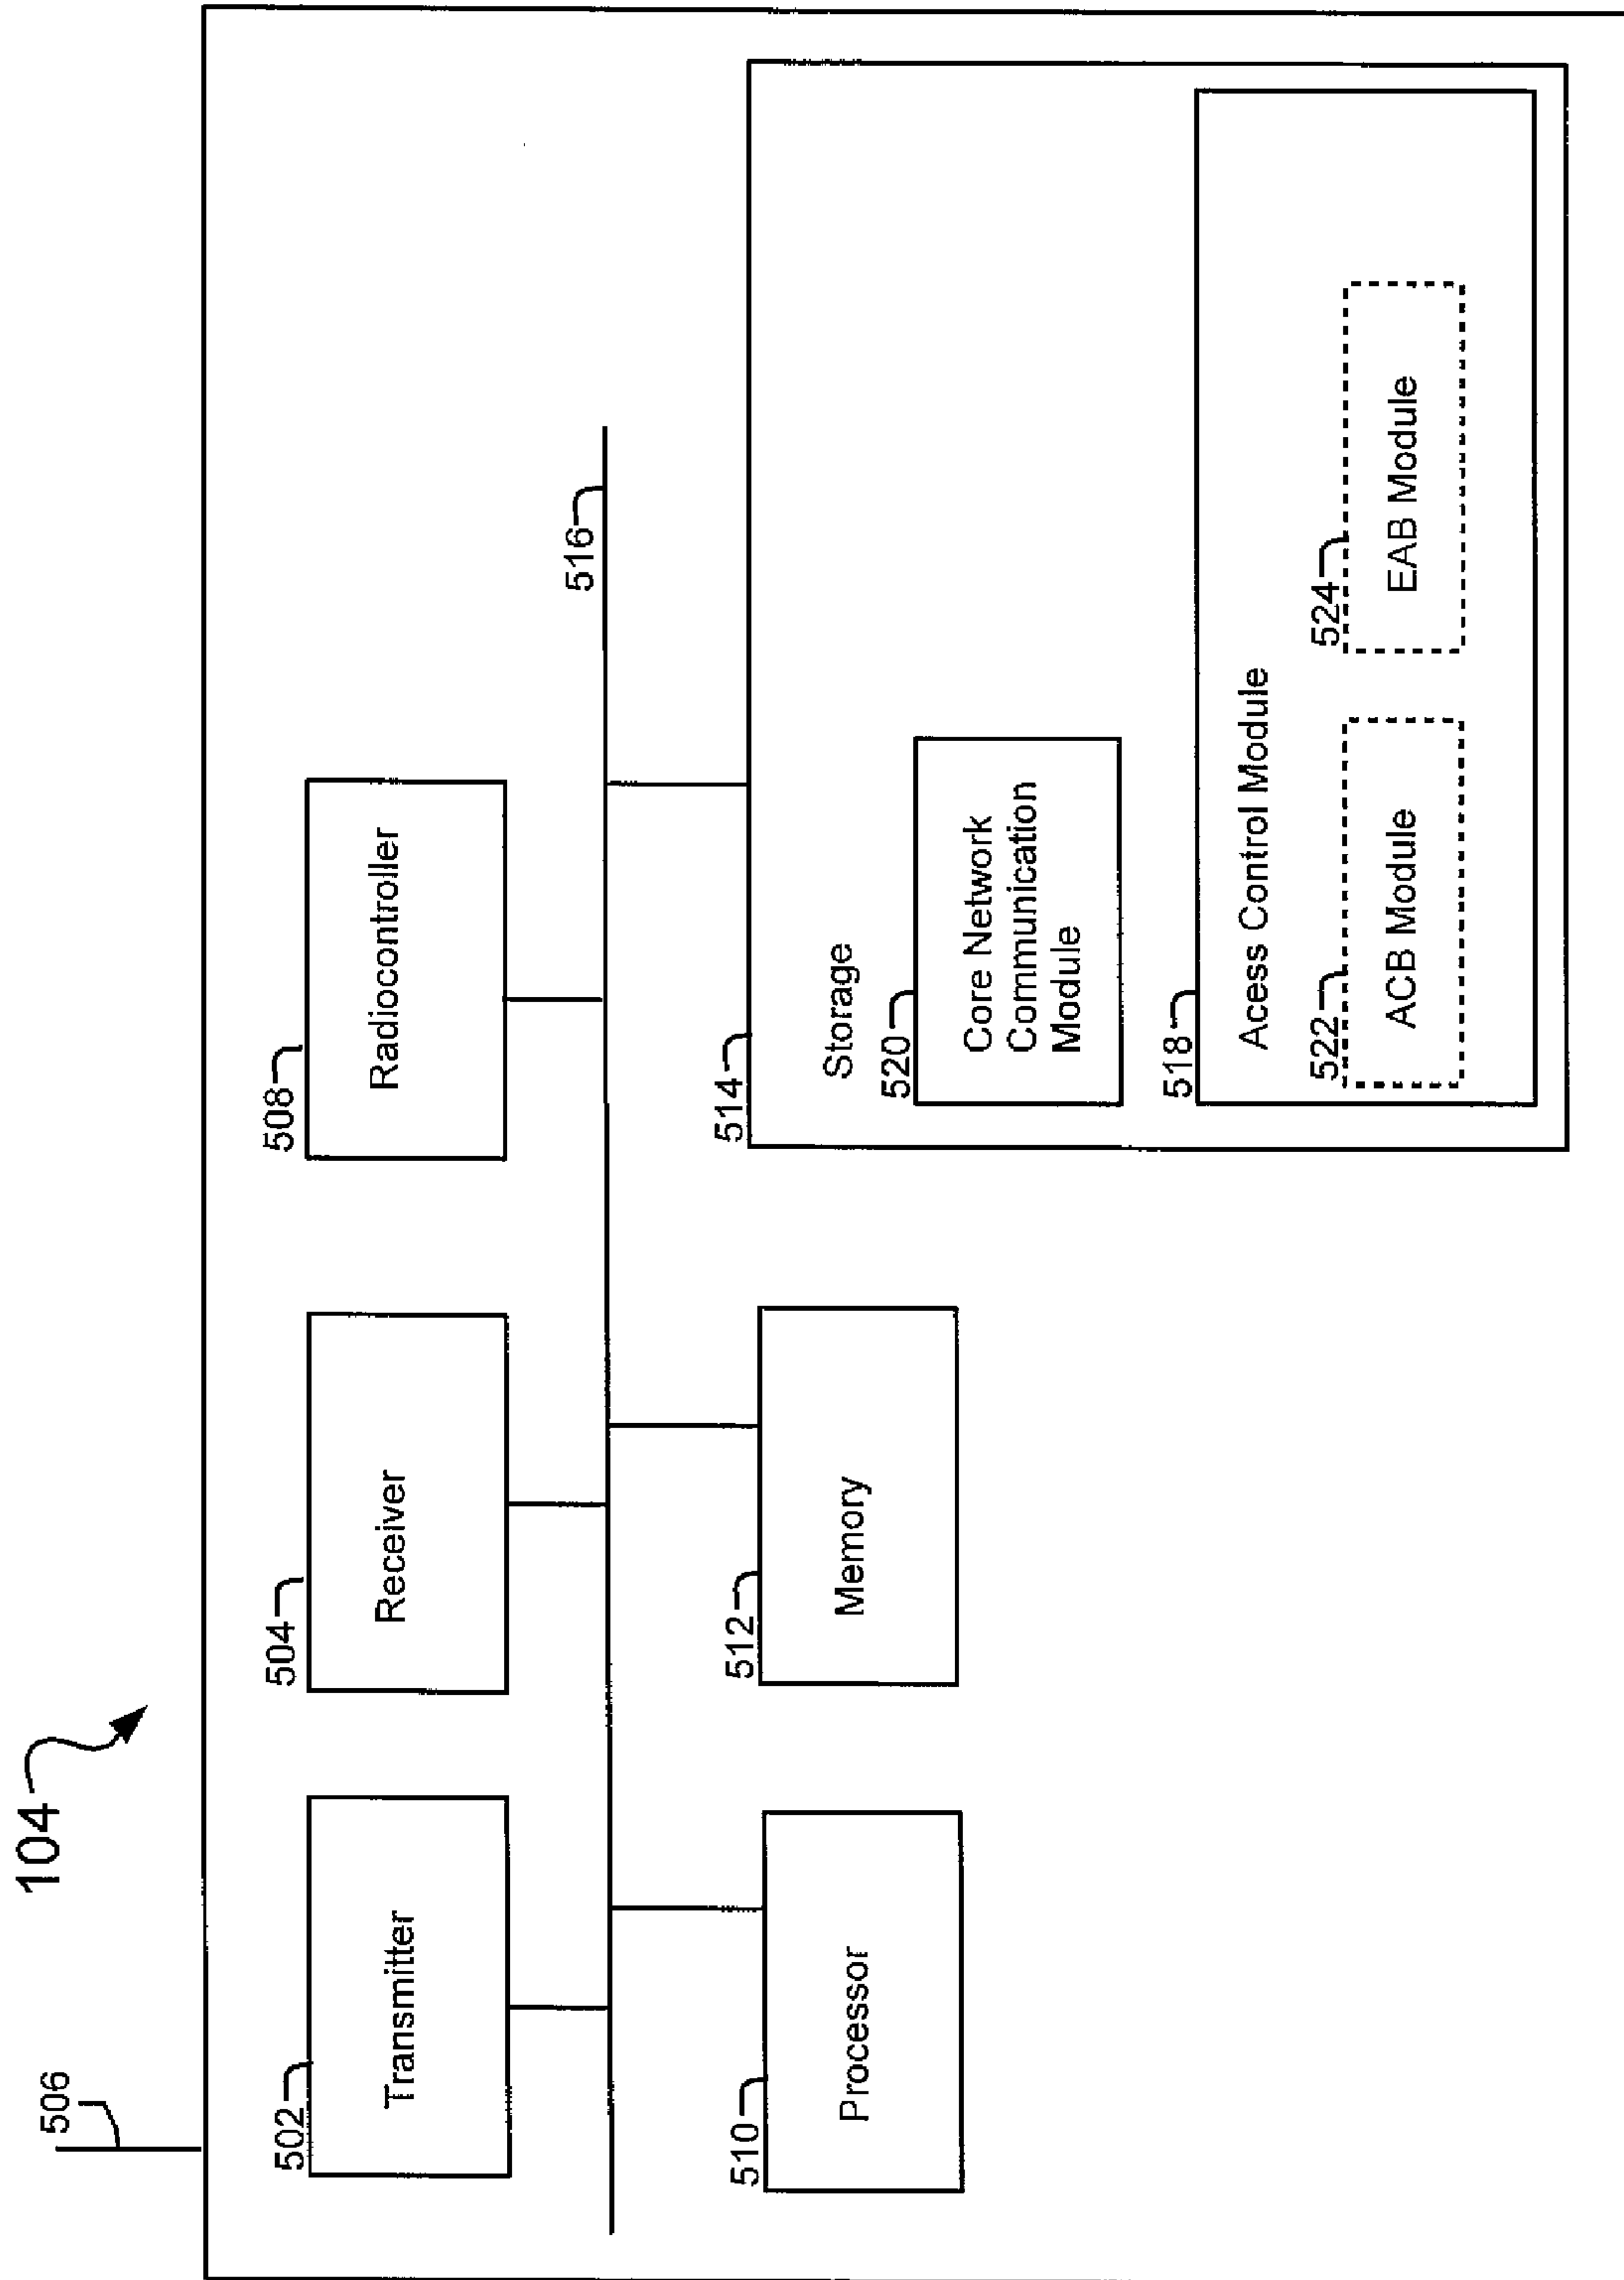 104
506
502
Transmitter
504
Receiver
508
Radiocontroller
516
510
Processor
512
Memory
514
Storage
520
Core Network
Communication
Module
518
Acess Control Module
522
ACB Module
524
EAB Module